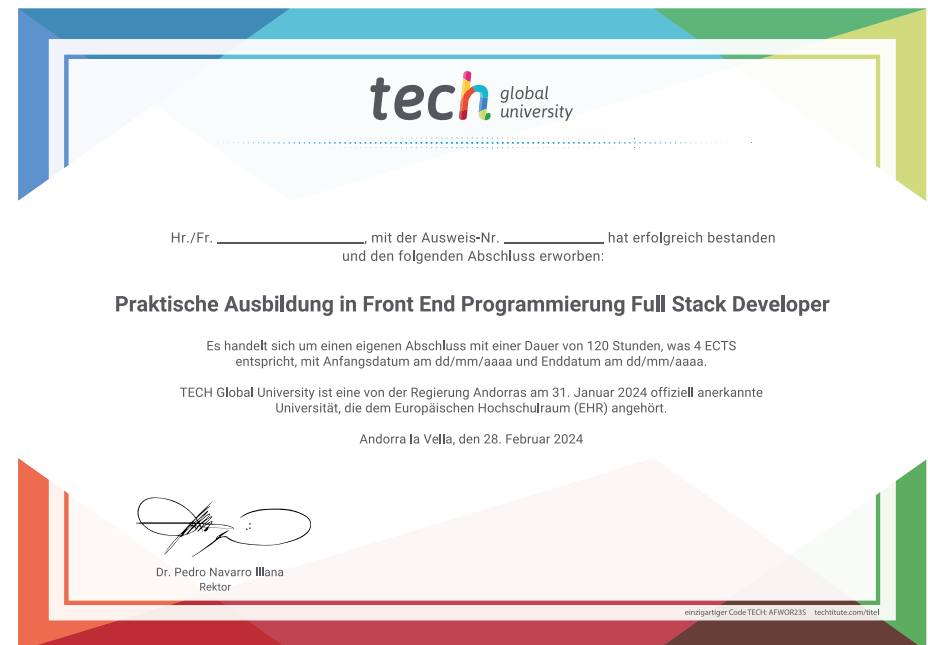 tech global university
Hr./Fr. ____________________, mit der Ausweis-Nr. ______________ hat erfolgreich bestanden
und den folgenden Abschluss erworben:
Praktische Ausbildung in Front End Programmierung Full Stack Developer
Es handelt sich um einen eigenen Abschluss mit einer Dauer von 120 Stunden, was 4 ECTS
entspricht, mit Anfangsdatum am dd/mm/aaaa und Enddatum am dd/mm/aaaa.
TECH Global University ist eine von der Regierung Andorras am 31. Januar 2024 offiziell anerkannte
Universität, die dem Europäischen Hochschulraum (EHR) angehört.
Andorra la Vella, den 28. Februar 2024
Dr. Pedro Navarro Illana
Rektor
einzigartiger Code TECH: AFWOR23S techtitute.com/titel